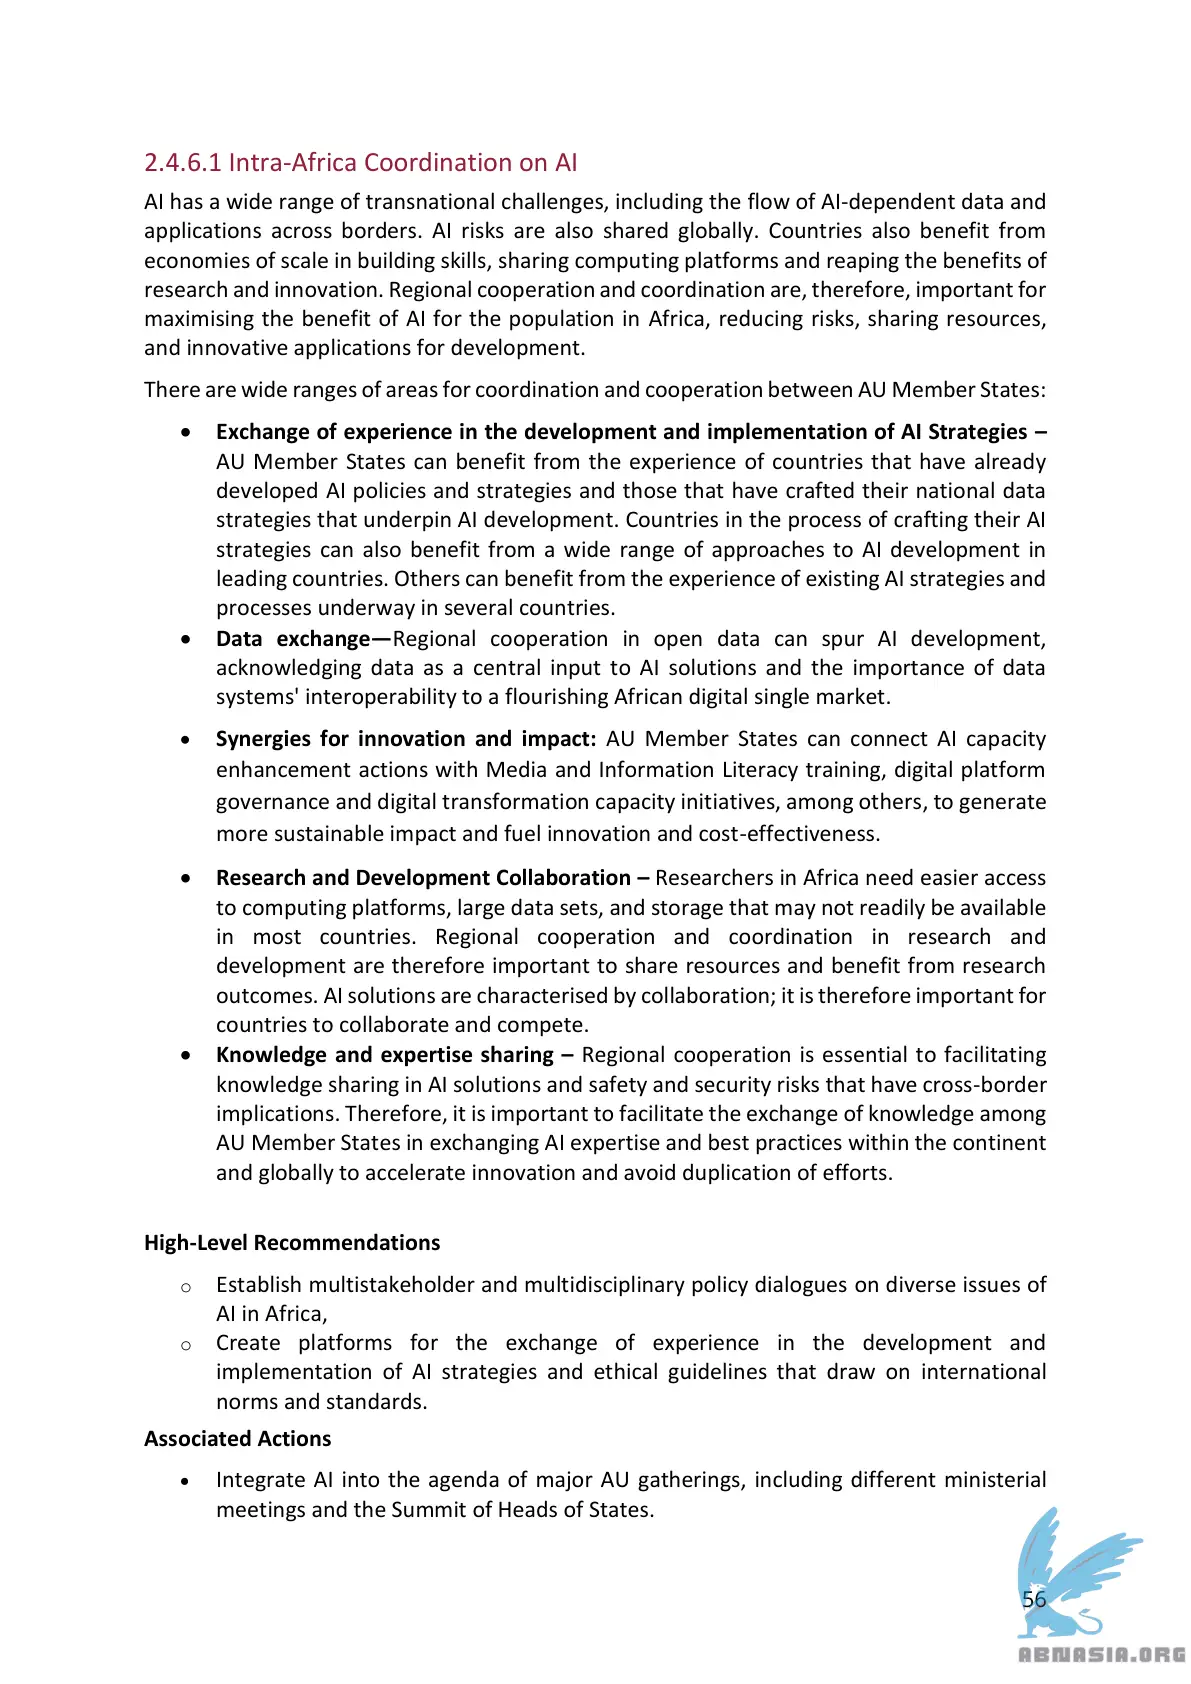 2.4.6.1 Intra-Africa Coordination on AI
AI has a wide range of transnational challenges, including the flow of AI-dependent data and
applications across borders. AI risks are also shared globally. Countries also benefit from
economies of scale in building skills, sharing computing platforms and reaping the benefits of
research and innovation. Regional cooperation and coordination are, therefore, important for
maximising the benefit of AI for the population in Africa, reducing risks, sharing resources,
and innovative applications for development.
There are wide ranges of areas for coordination and cooperation between AU Member States:
• Exchange of experience in the development and implementation of AI Strategies –
AU Member States can benefit from the experience of countries that have already
developed AI policies and strategies and those that have crafted their national data
strategies that underpin AI development. Countries in the process of crafting their AI
strategies can also benefit from a wide range of approaches to AI development in
leading countries. Others can benefit from the experience of existing AI strategies and
processes underway in several countries.
• Data exchange—Regional cooperation in open data can spur AI development,
acknowledging data as a central input to AI solutions and the importance of data
systems' interoperability to a flourishing African digital single market.
• Synergies for innovation and impact: AU Member States can connect AI capacity
enhancement actions with Media and Information Literacy training, digital platform
governance and digital transformation capacity initiatives, among others, to generate
more sustainable impact and fuel innovation and cost-effectiveness.
• Research and Development Collaboration – Researchers in Africa need easier access
to computing platforms, large data sets, and storage that may not readily be available
in most countries. Regional cooperation and coordination in research and
development are therefore important to share resources and benefit from research
outcomes. AI solutions are characterised by collaboration; it is therefore important for
countries to collaborate and compete.
• Knowledge and expertise sharing – Regional cooperation is essential to facilitating
knowledge sharing in AI solutions and safety and security risks that have cross-border
implications. Therefore, it is important to facilitate the exchange of knowledge among
AU Member States in exchanging AI expertise and best practices within the continent
and globally to accelerate innovation and avoid duplication of efforts.
High-Level Recommendations
o Establish multistakeholder and multidisciplinary policy dialogues on diverse issues of
AI in Africa,
o Create platforms for the exchange of experience in the development and
implementation of AI strategies and ethical guidelines that draw on international
norms and standards.
Associated Actions
• Integrate AI into the agenda of major AU gatherings, including different ministerial
meetings and the Summit of Heads of States.
56
ABNASIA.ORG